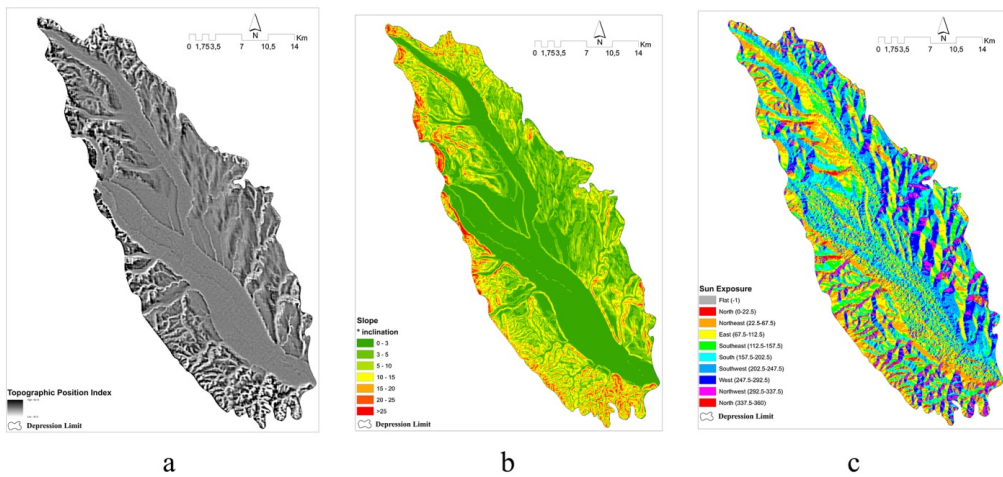 Km
N
0 1,753,5 7 10,5 14
Topographic Position Index
Depression Limit
a
Km
N
0 1,753,5 7 10,5 14
Slope
° inclination
0 - 3
3 - 5
5 - 10
10 - 15
15 - 20
20 - 25
>25
Depression Limit
b
Km
N
0 1,753,5 7 10,5 14
Sun Exposure
Flat (-1)
North (0-22.5)
Northeast (22.5-67.5)
East (67.5-112.5)
Southeast (112.5-157.5)
South (157.5-202.5)
Southwest (202.5-247.5)
West (247.5-292.5)
Northwest (292.5-337.5)
North (337.5-360)
Depression Limit
c